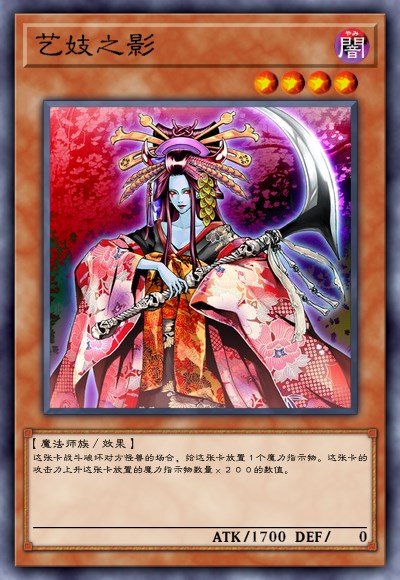 艺妓之影
やみ
闇
【魔法师族／效果】
这张卡战斗破坏对方怪兽的场合，给这张卡放置１个魔力指示物。这张卡的
攻击力上升这张卡放置的魔力指示物数量×２００的数值。
ATK/1700 DEF/ 0